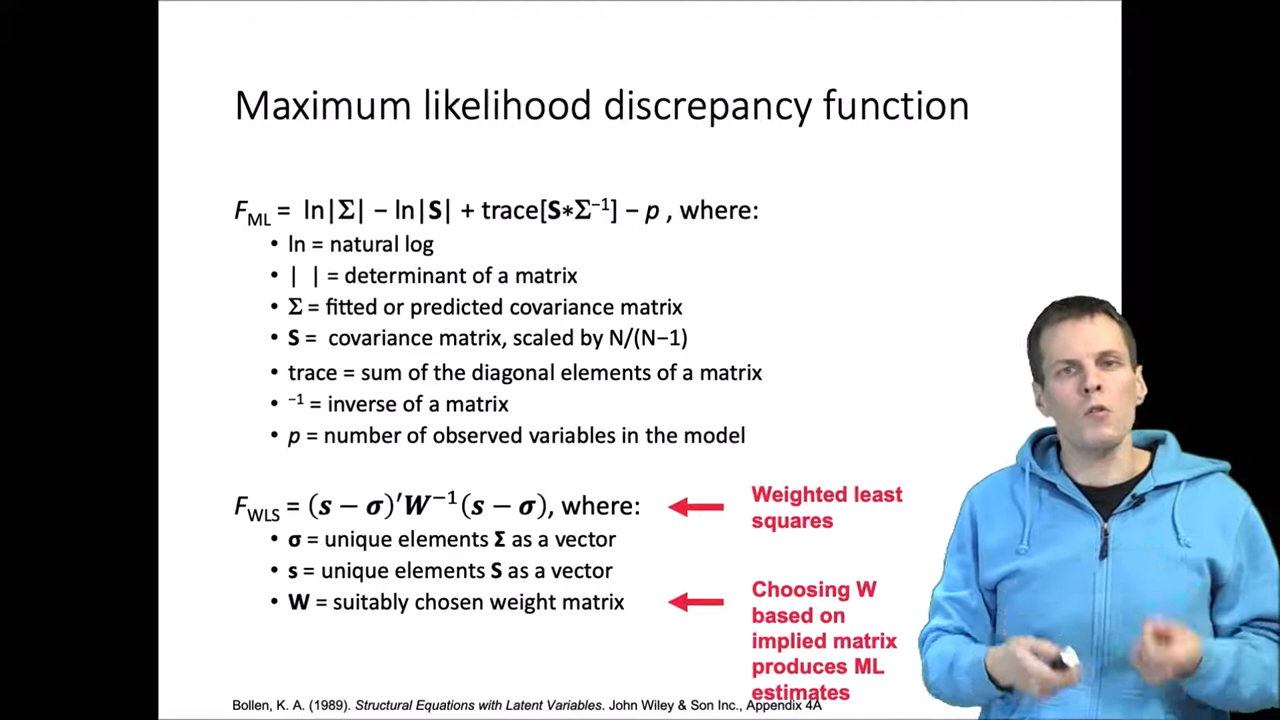 Maximum likelihood discrepancy function
F_ML = ln|Σ| − ln|S| + trace[S∗Σ⁻¹] − p , where:
• ln = natural log
• | | = determinant of a matrix
• Σ = fitted or predicted covariance matrix
• S = covariance matrix, scaled by N/(N−1)
• trace = sum of the diagonal elements of a matrix
• ⁻¹ = inverse of a matrix
• p = number of observed variables in the model
F_WLS = (s − σ)′W⁻¹(s − σ), where:
• σ = unique elements Σ as a vector
• s = unique elements S as a vector
• W = suitably chosen weight matrix
Weighted least
squares
Choosing W
based on
implied matrix
produces ML
estimates
Bollen, K. A. (1989). Structural Equations with Latent Variables. John Wiley & Son Inc., Appendix 4A